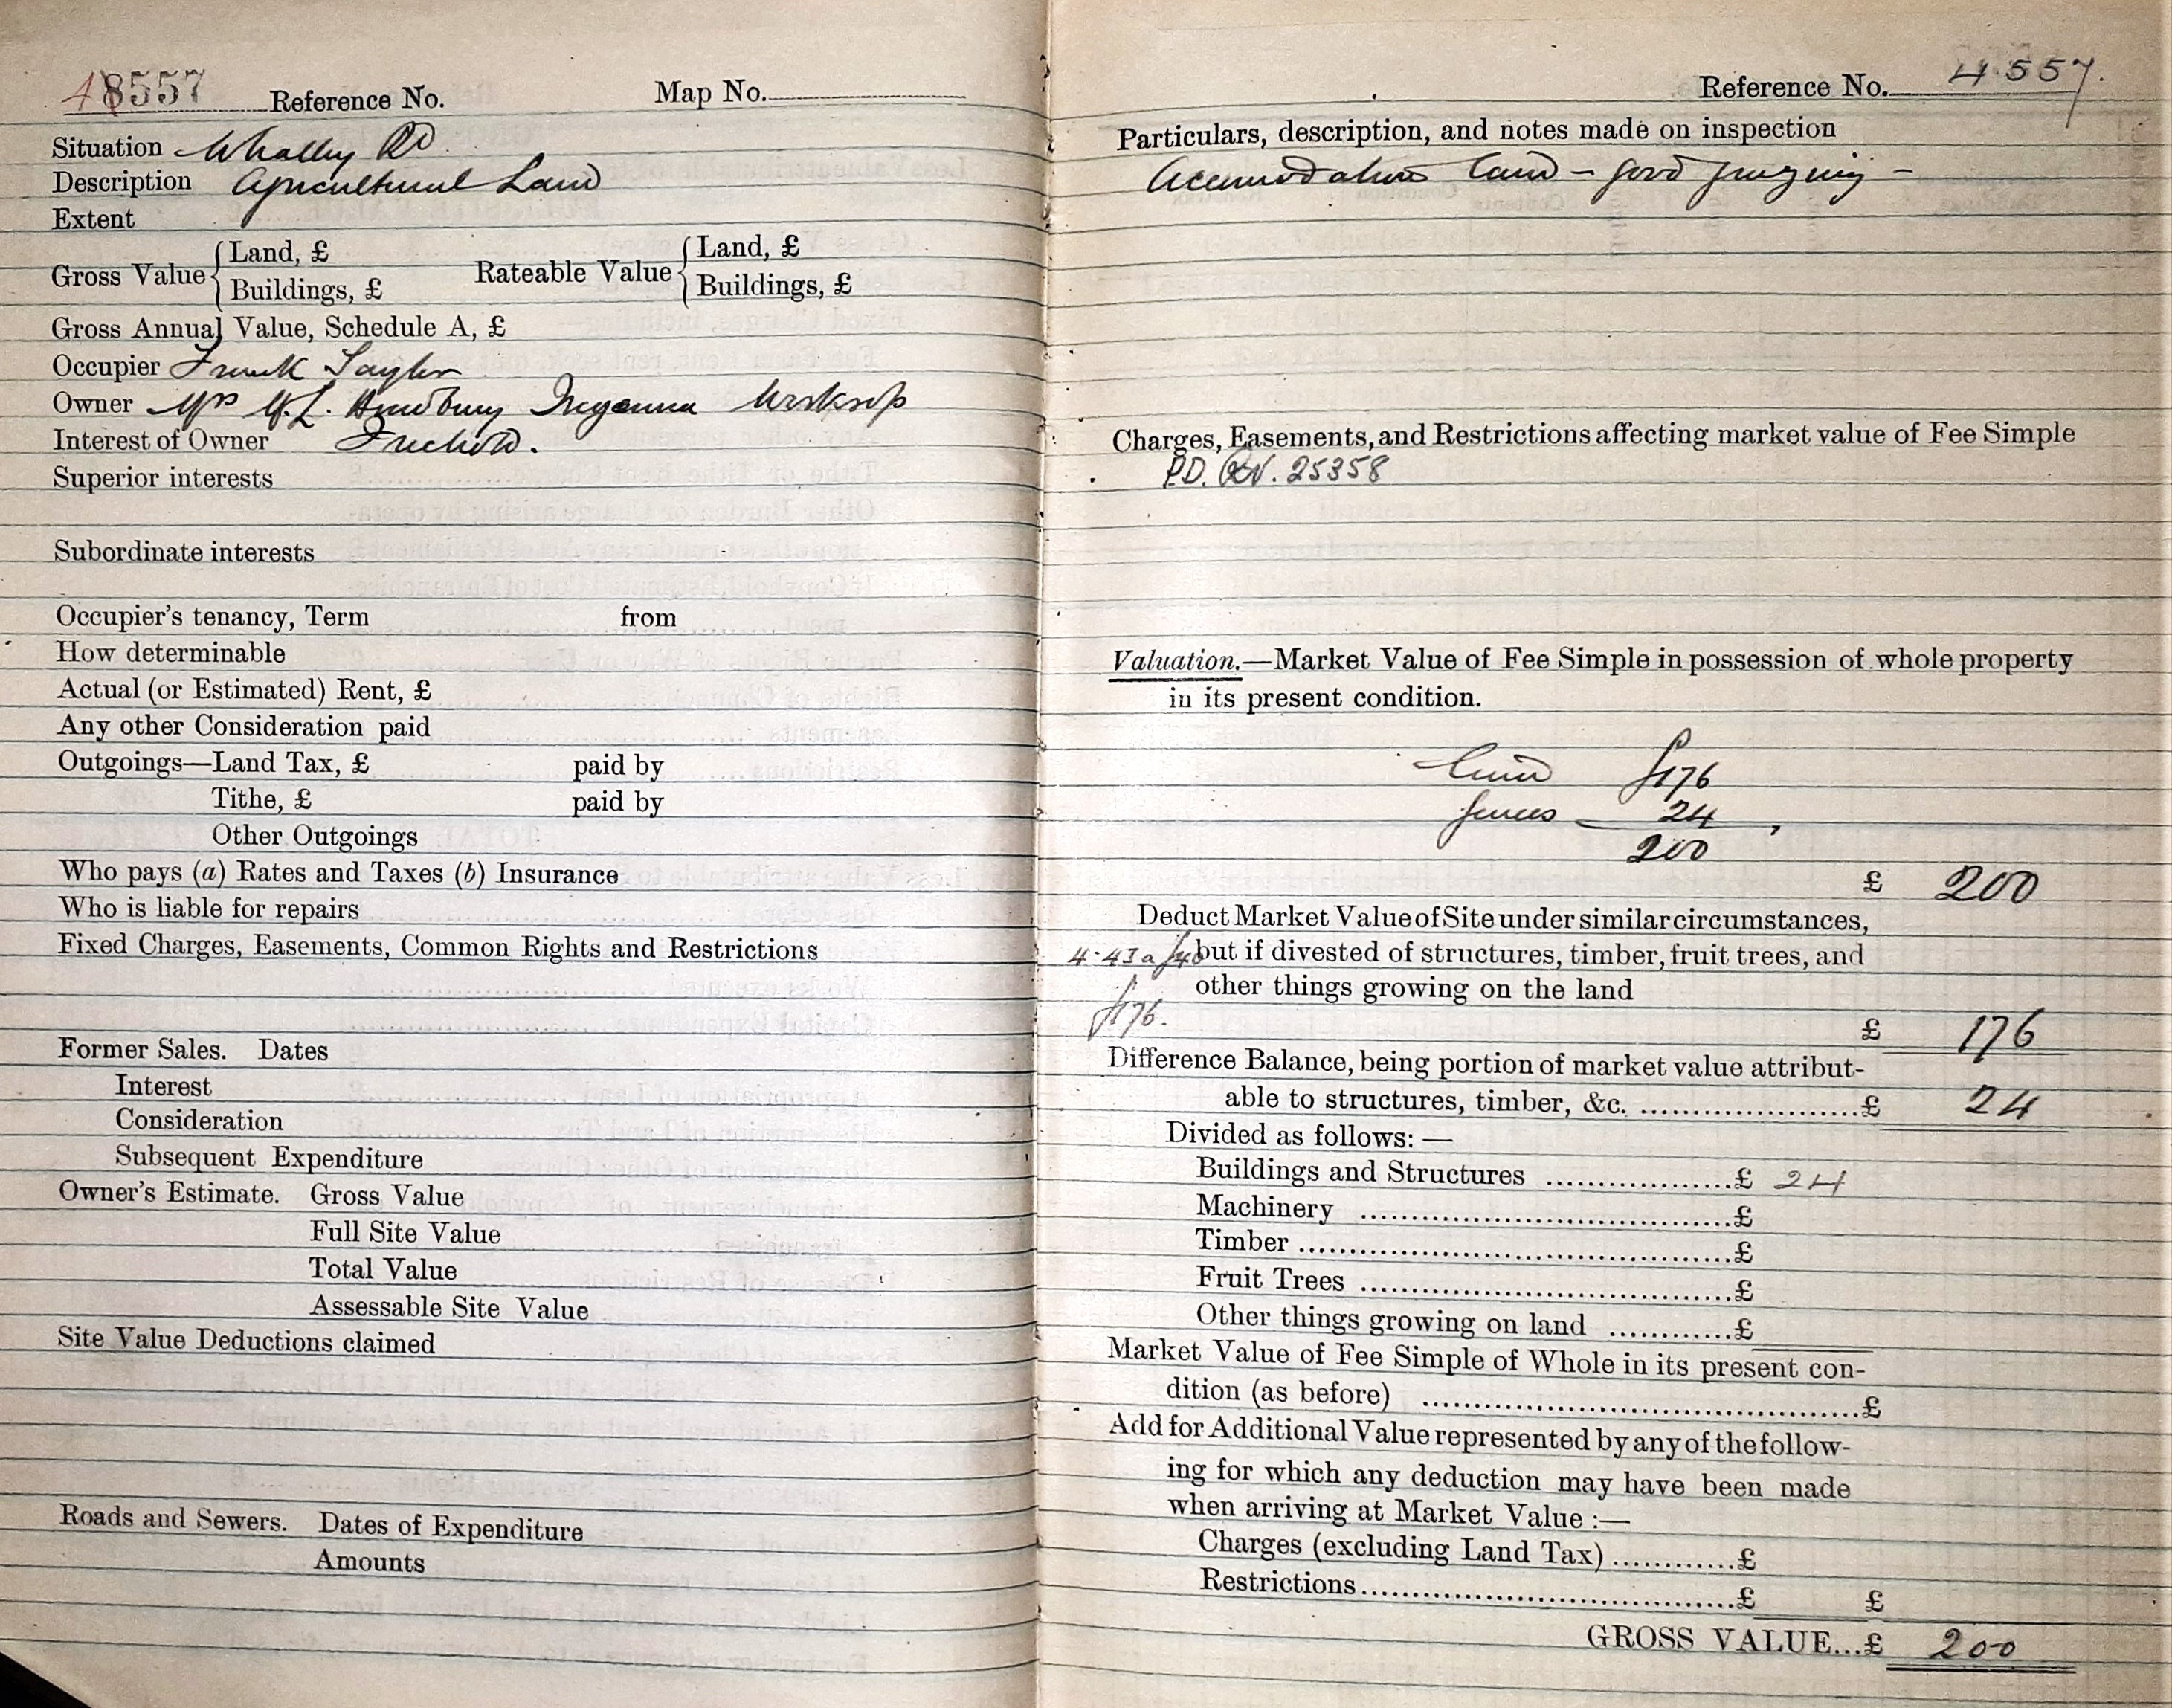 48557 Reference No. Map No.
Situation Whalley Rd
Description Agricultural Land
Extent
Gross Value { Land, £ Rateable Value { Land, £
Buildings, £ Buildings, £
Gross Annual Value, Schedule A, £
Occupier Frank Taylor
Owner Mrs Worksop
Interest of Owner Freehold.
Superior interests
Subordinate interests
Occupier's tenancy, Term from
How determinable
Actual (or Estimated) Rent, £
Any other Consideration paid
Outgoings—Land Tax, £ paid by
Tithe, £ paid by
Other Outgoings
Who pays (a) Rates and Taxes (b) Insurance
Who is liable for repairs
Fixed Charges, Easements, Common Rights and Restrictions
Former Sales. Dates
Interest
Consideration
Subsequent Expenditure
Owner's Estimate. Gross Value
Full Site Value
Total Value
Assessable Site Value
Site Value Deductions claimed
Roads and Sewers. Dates of Expenditure
Amounts
Reference No. 4557.
Particulars, description, and notes made on inspection
Accomodation land – good grazing –
Charges, Easements, and Restrictions affecting market value of Fee Simple
P.D. 25358
Valuation.—Market Value of Fee Simple in possession of whole property
in its present condition.
Land £176
fences – 24
200
£ 200
Deduct Market Value of Site under similar circumstances,
4·43 a £40 but if divested of structures, timber, fruit trees, and
other things growing on the land
£176.
£ 176
Difference Balance, being portion of market value attribut-
able to structures, timber, &c. ........£ 24
Divided as follows: —
Buildings and Structures ........£ 24
Machinery ........£
Timber ........£
Fruit Trees ........£
Other things growing on land ........£
Market Value of Fee Simple of Whole in its present con-
dition (as before) ........£
Add for Additional Value represented by any of the follow-
ing for which any deduction may have been made
when arriving at Market Value :—
Charges (excluding Land Tax) ........£
Restrictions ........£ £
GROSS VALUE...£ 200